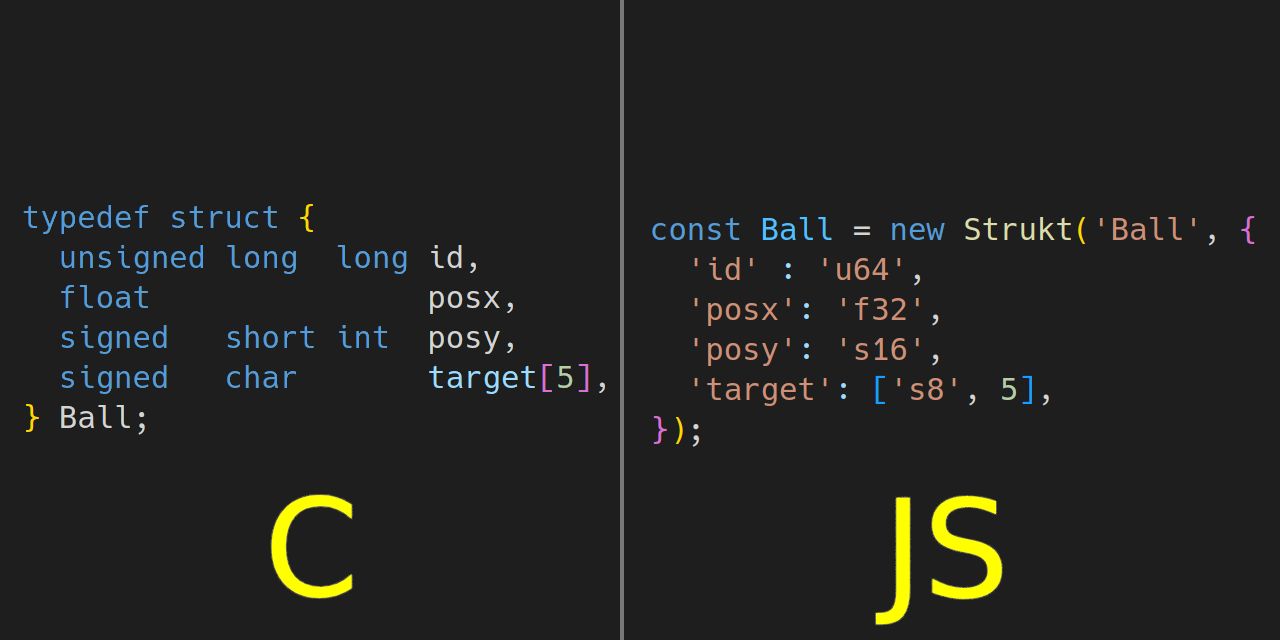 typedef struct {
  unsigned long  long id,
  float               posx,
  signed   short int  posy,
  signed   char       target[5],
} Ball;
C
const Ball = new Strukt('Ball', {
  'id' : 'u64',
  'posx': 'f32',
  'posy': 's16',
  'target': ['s8', 5],
});
JS